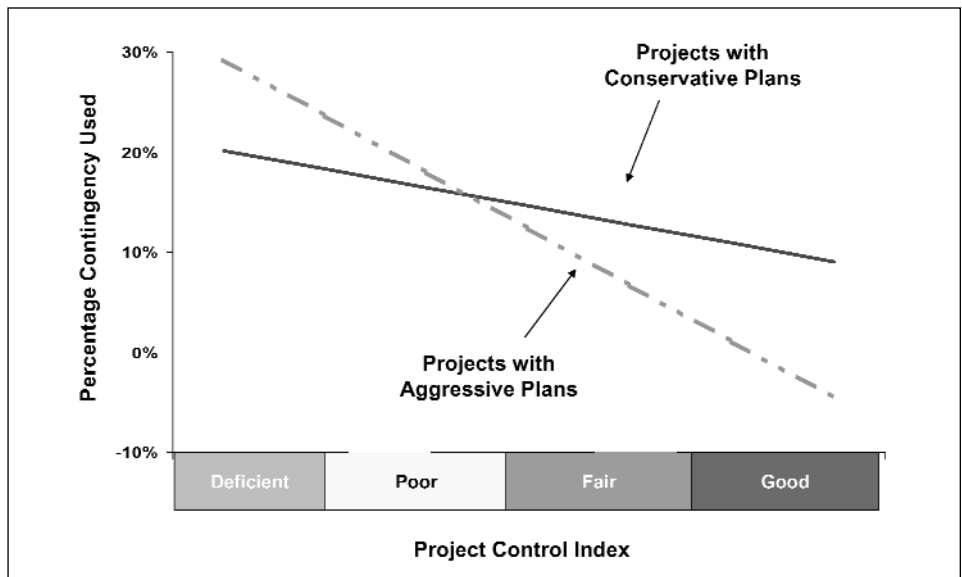 30%
20%
10%
0%
-10%
Percentage Contingency Used
Projects with
Conservative Plans
Projects with
Aggressive Plans
Deficient
Poor
Fair
Good
Project Control Index